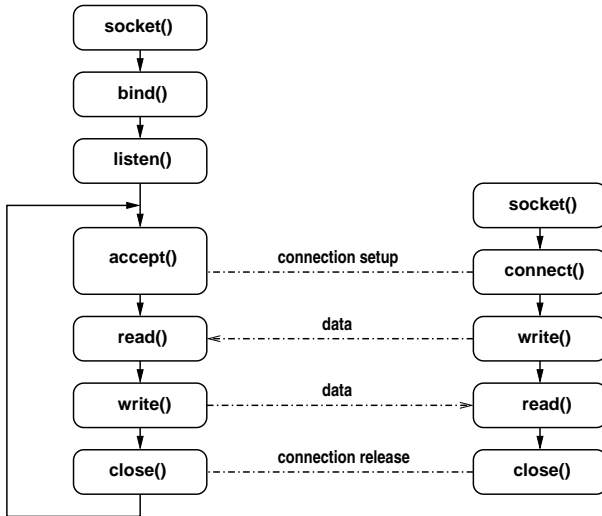 socket()
bind()
listen()
socket()
accept()
connection setup
connect()
read()
data
write()
write()
data
read()
close()
connection release
close()